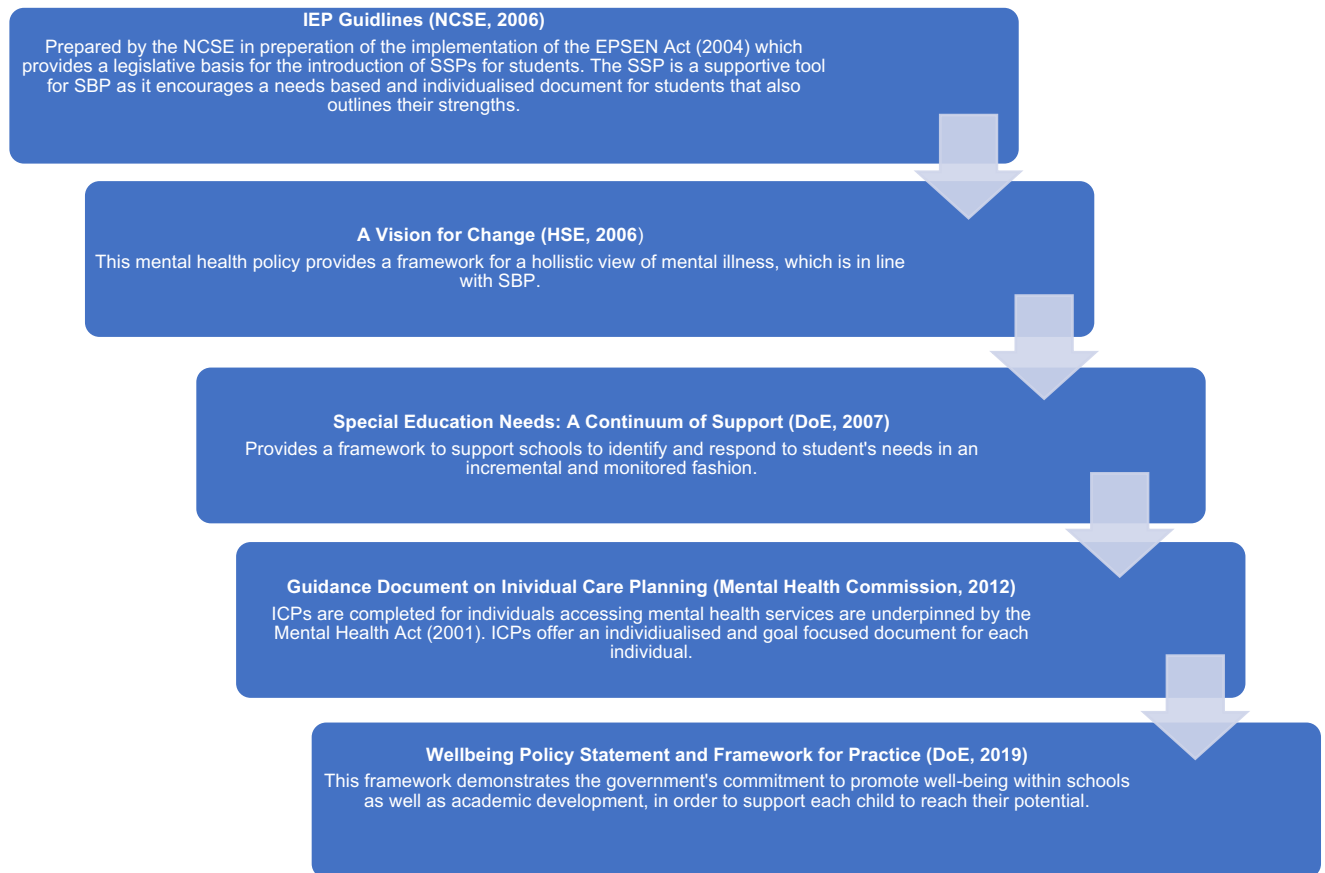 IEP Guidlines (NCSE, 2006)
Prepared by the NCSE in preperation of the implementation of the EPSEN Act (2004) which
provides a legislative basis for the introduction of SSPs for students. The SSP is a supportive tool
for SBP as it encourages a needs based and individualised document for students that also
outlines their strengths.
A Vision for Change (HSE, 2006)
This mental health policy provides a framework for a hollistic view of mental illness, which is in line
with SBP.
Special Education Needs: A Continuum of Support (DoE, 2007)
Provides a framework to support schools to identify and respond to student's needs in an
incremental and monitored fashion.
Guidance Document on Inividual Care Planning (Mental Health Commission, 2012)
ICPs are completed for individuals accessing mental health services are underpinned by the
Mental Health Act (2001). ICPs offer an individiualised and goal focused document for each
individual.
Wellbeing Policy Statement and Framework for Practice (DoE, 2019)
This framework demonstrates the government's commitment to promote well-being within schools
as well as academic development, in order to support each child to reach their potential.